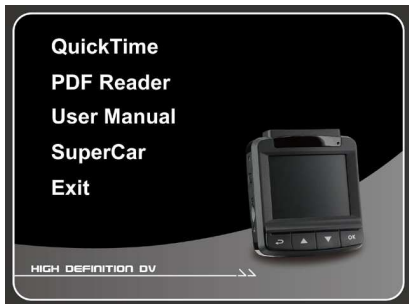 QuickTime
PDF Reader
User Manual
SuperCar
Exit
OK
HIGH DEFINITION DV
>>